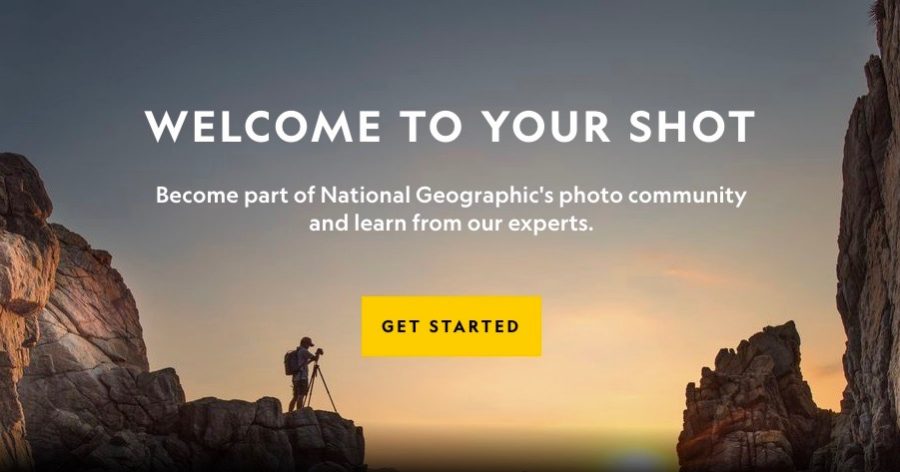 WELCOME TO YOUR SHOT
Become part of National Geographic's photo community
and learn from our experts.
GET STARTED